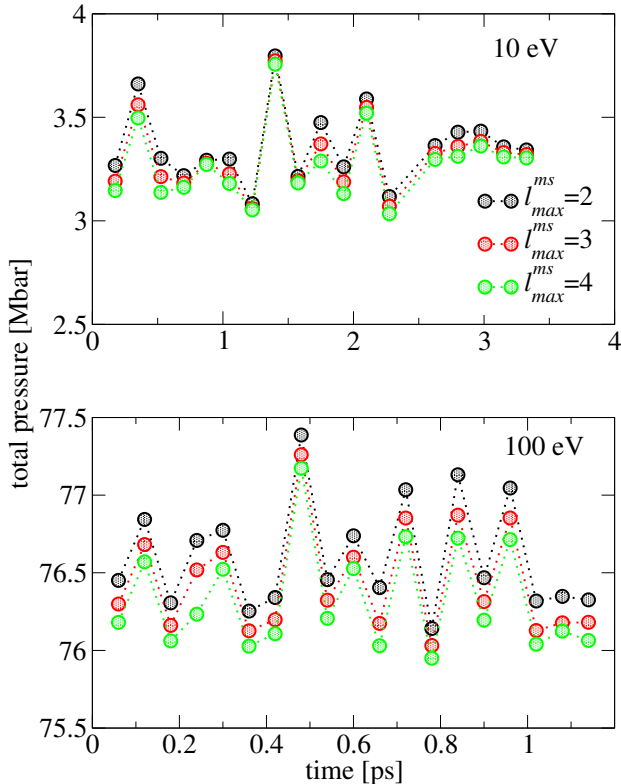 4
10 eV
3.5
3
l_max^ms=2
l_max^ms=3
l_max^ms=4
2.5
0 1 2 3 4
total pressure [Mbar]
77.5
100 eV
77
76.5
76
75.5
0 0.2 0.4 0.6 0.8 1
time [ps]